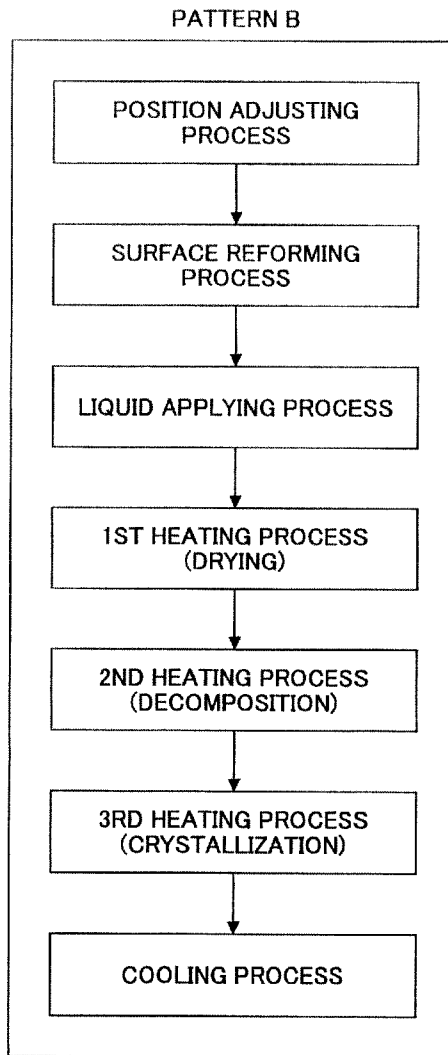 PATTERN B
POSITION ADJUSTING
PROCESS
SURFACE REFORMING
PROCESS
LIQUID APPLYING PROCESS
1ST HEATING PROCESS
(DRYING)
2ND HEATING PROCESS
(DECOMPOSITION)
3RD HEATING PROCESS
(CRYSTALLIZATION)
COOLING PROCESS